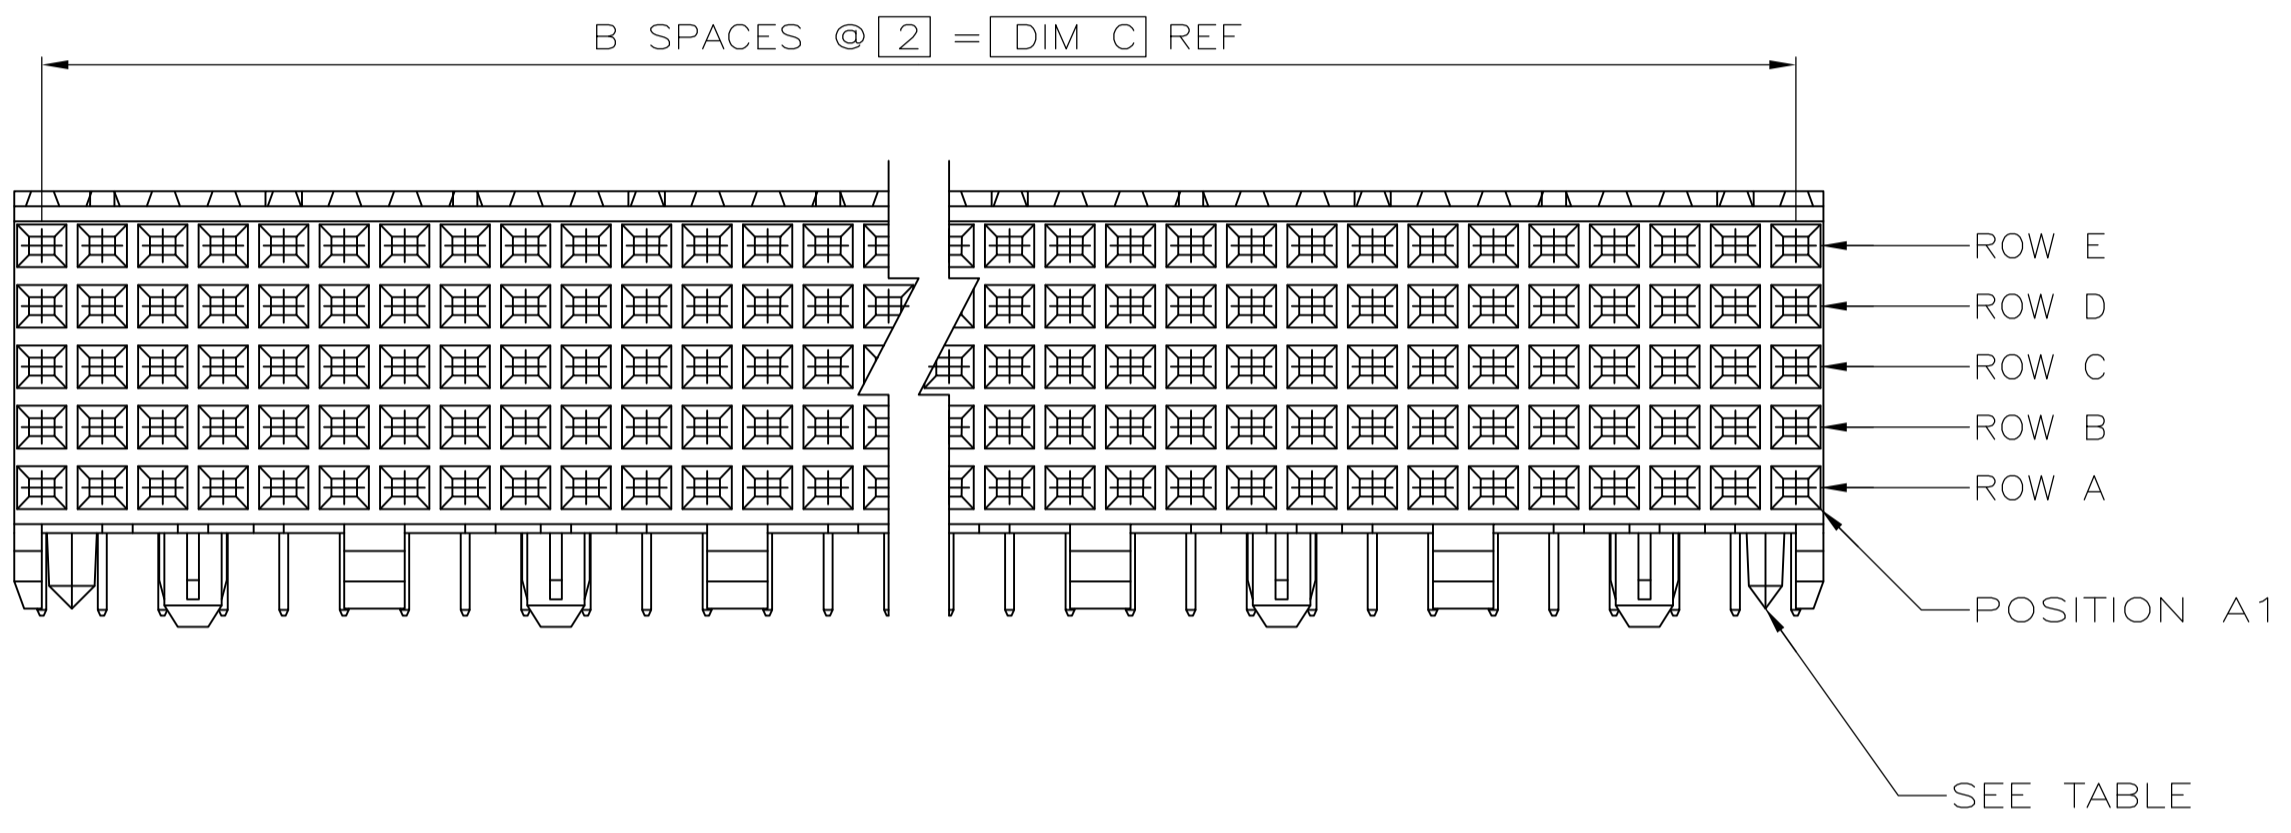 B SPACES @ 2 = DIM C REF
ROW E
ROW D
ROW C
ROW B
ROW A
POSITION A1
SEE TABLE